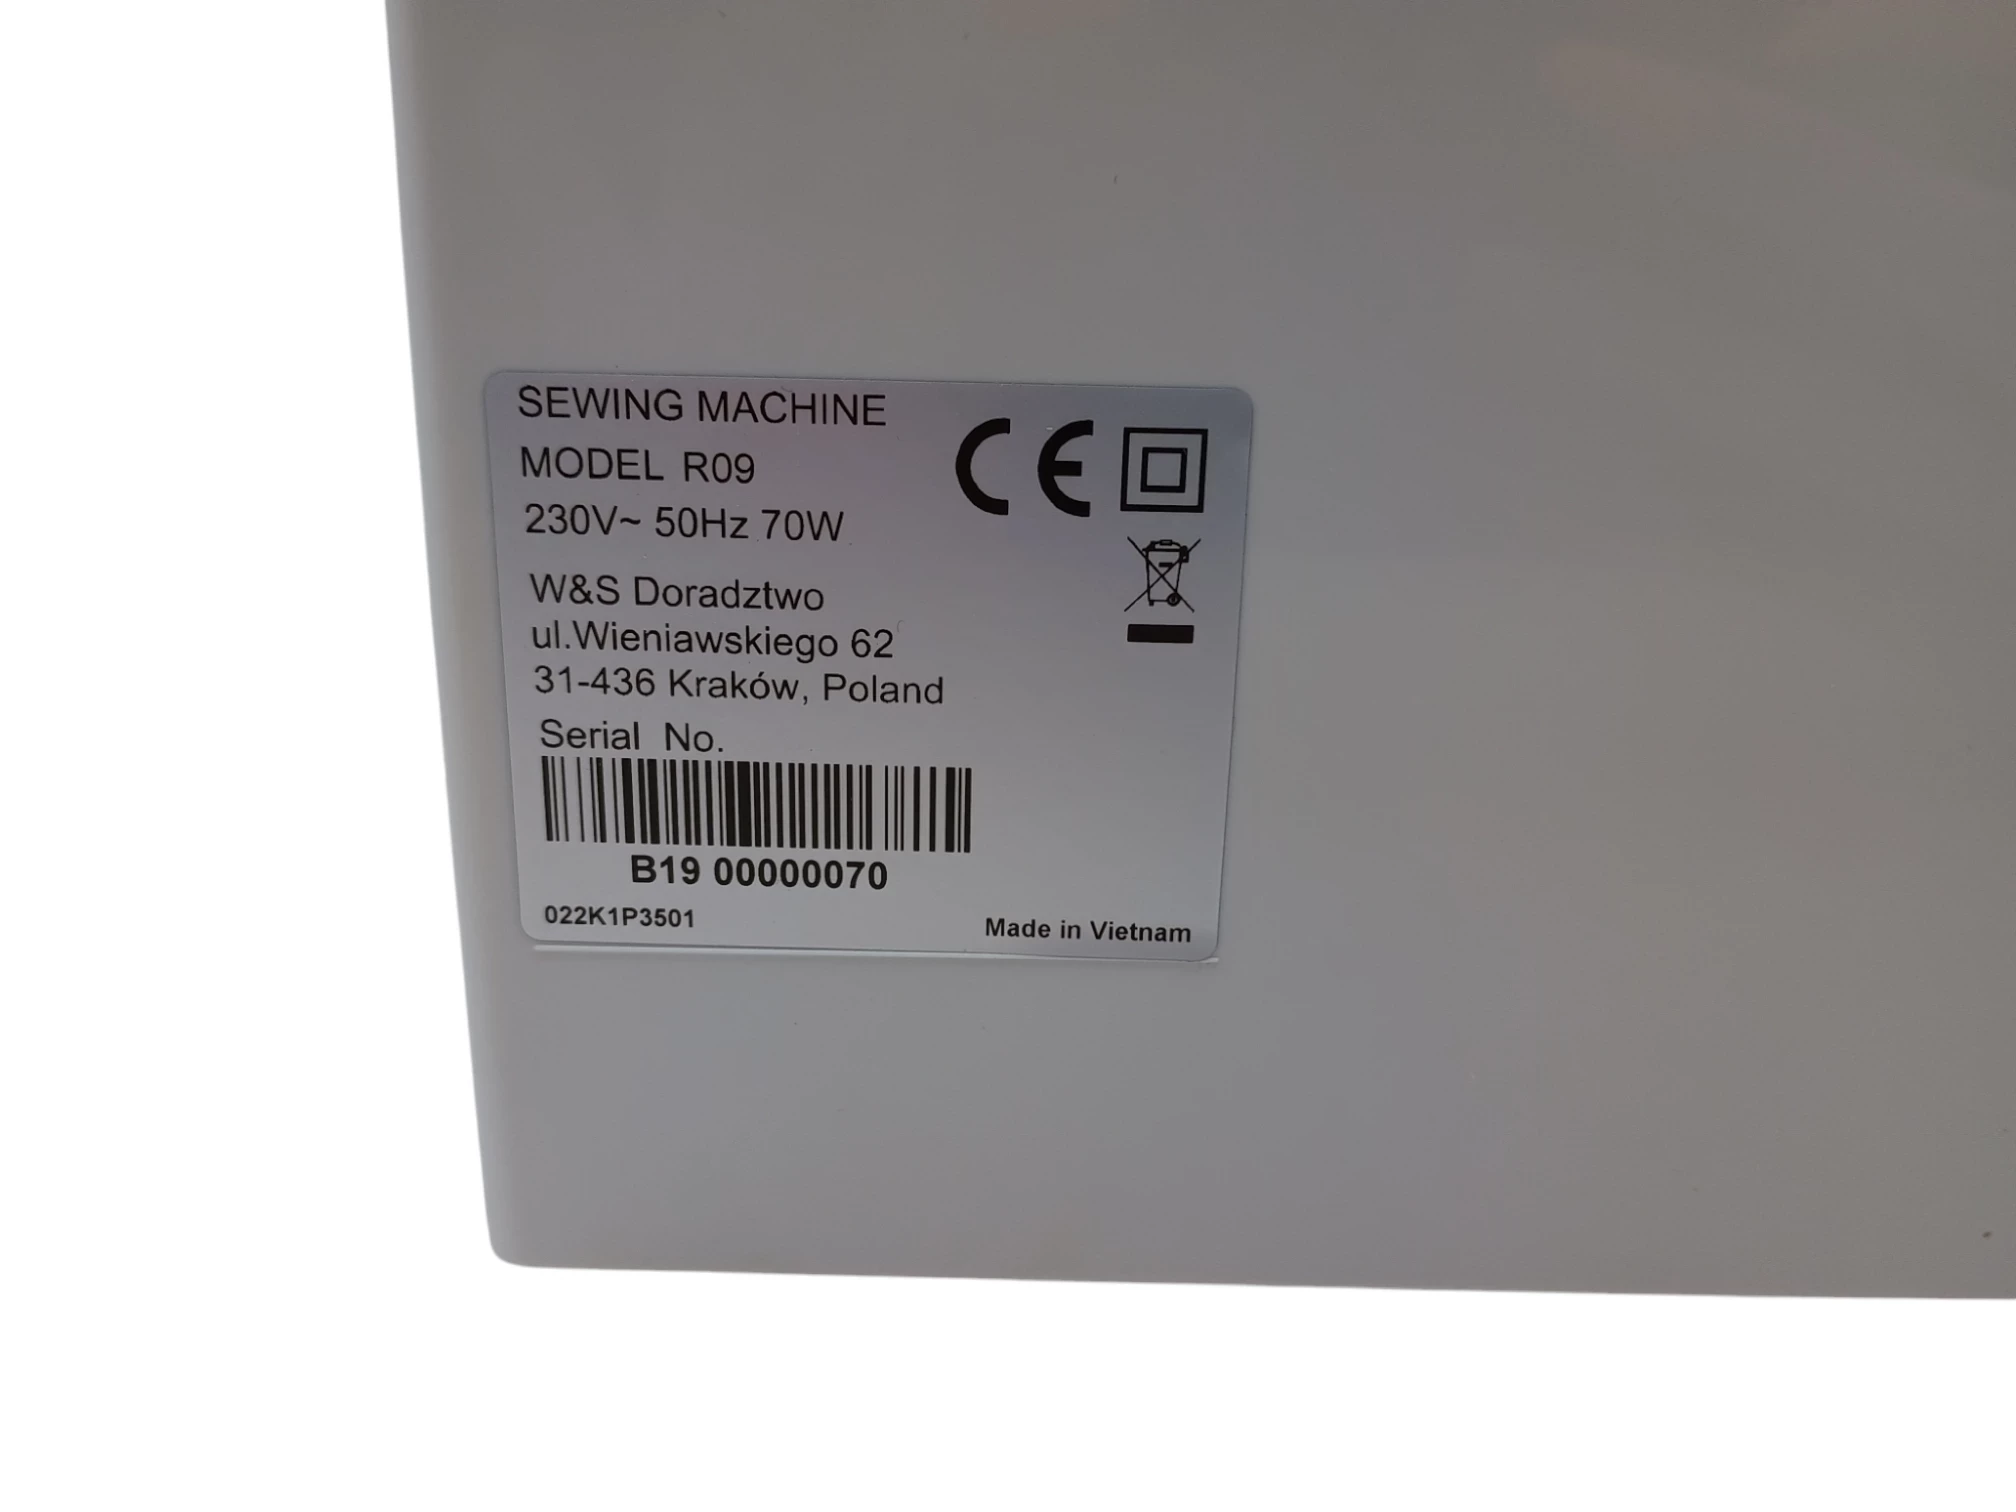 SEWING MACHINE
MODEL R09
230V~ 50Hz 70W
CE
W&S Doradztwo
ul.Wieniawskiego 62
31-436 Kraków, Poland
Serial No.
B19 00000070
022K1P3501
Made in Vietnam